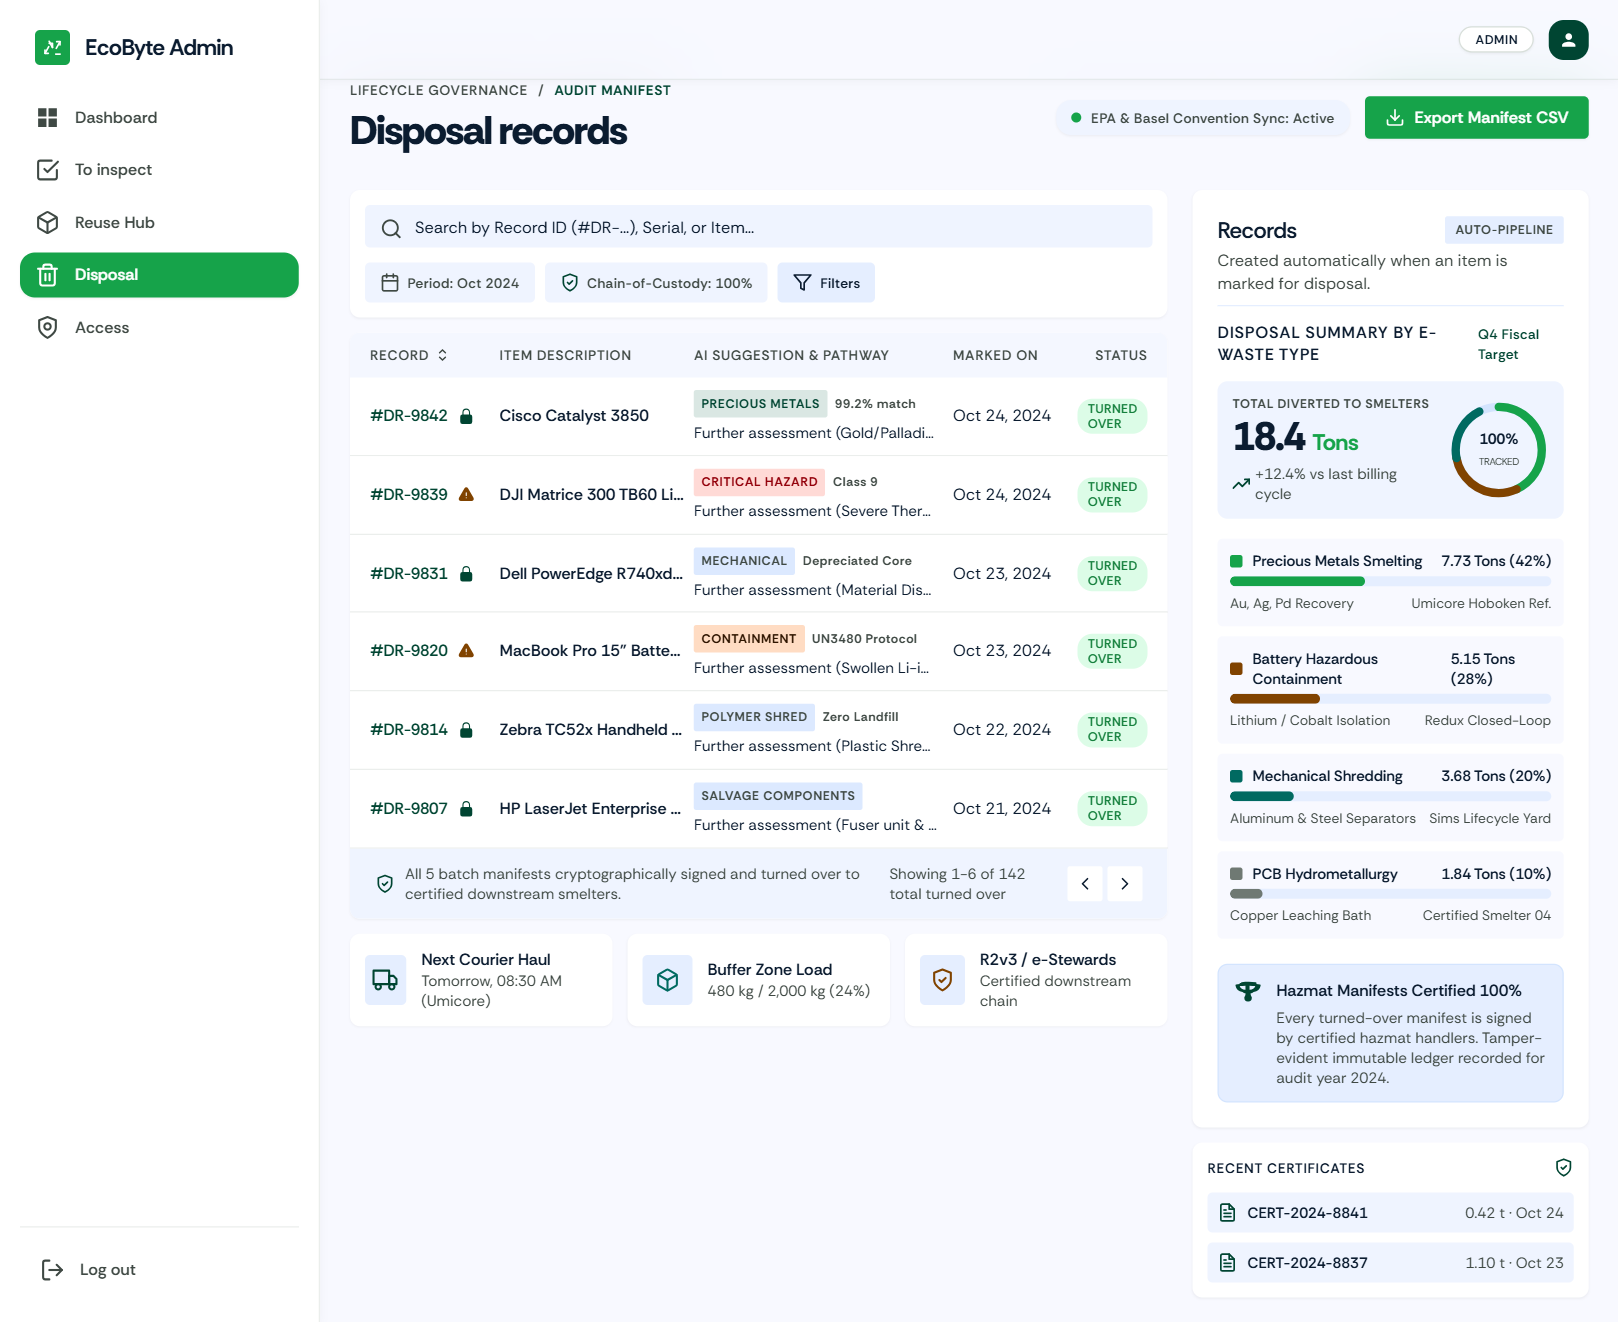 EcoByte Admin
Dashboard
To inspect
Reuse Hub
Disposal
Access
Log out
ADMIN
LIFECYCLE GOVERNANCE / AUDIT MANIFEST
Disposal records
EPA & Basel Convention Sync: Active
Export Manifest CSV
Search by Record ID (#DR-...), Serial, or Item...
Period: Oct 2024
Chain-of-Custody: 100%
Filters
RECORD ITEM DESCRIPTION AI SUGGESTION & PATHWAY MARKED ON STATUS
#DR-9842 Cisco Catalyst 3850 PRECIOUS METALS 99.2% match
Further assessment (Gold/Palladi... Oct 24, 2024 TURNED OVER
#DR-9839 DJI Matrice 300 TB60 Li... CRITICAL HAZARD Class 9
Further assessment (Severe Ther... Oct 24, 2024 TURNED OVER
#DR-9831 Dell PowerEdge R740xd... MECHANICAL Depreciated Core
Further assessment (Material Dis... Oct 23, 2024 TURNED OVER
#DR-9820 MacBook Pro 15" Batte... CONTAINMENT UN3480 Protocol
Further assessment (Swollen Li-i... Oct 23, 2024 TURNED OVER
#DR-9814 Zebra TC52x Handheld ... POLYMER SHRED Zero Landfill
Further assessment (Plastic Shre... Oct 22, 2024 TURNED OVER
#DR-9807 HP LaserJet Enterprise ... SALVAGE COMPONENTS
Further assessment (Fuser unit & ... Oct 21, 2024 TURNED OVER
All 5 batch manifests cryptographically signed and turned over to
certified downstream smelters.
Showing 1-6 of 142
total turned over
Next Courier Haul
Tomorrow, 08:30 AM
(Umicore)
Buffer Zone Load
480 kg / 2,000 kg (24%)
R2v3 / e-Stewards
Certified downstream
chain
Records
AUTO-PIPELINE
Created automatically when an item is
marked for disposal.
DISPOSAL SUMMARY BY E-
WASTE TYPE
Q4 Fiscal
Target
TOTAL DIVERTED TO SMELTERS
18.4 Tons
+12.4% vs last billing
cycle
100%
TRACKED
Precious Metals Smelting 7.73 Tons (42%)
Au, Ag, Pd Recovery Umicore Hoboken Ref.
Battery Hazardous
Containment
5.15 Tons
(28%)
Lithium / Cobalt Isolation Redux Closed-Loop
Mechanical Shredding 3.68 Tons (20%)
Aluminum & Steel Separators Sims Lifecycle Yard
PCB Hydrometallurgy 1.84 Tons (10%)
Copper Leaching Bath Certified Smelter 04
Hazmat Manifests Certified 100%
Every turned-over manifest is signed
by certified hazmat handlers. Tamper-
evident immutable ledger recorded for
audit year 2024.
RECENT CERTIFICATES
CERT-2024-8841 0.42 t · Oct 24
CERT-2024-8837 1.10 t · Oct 23